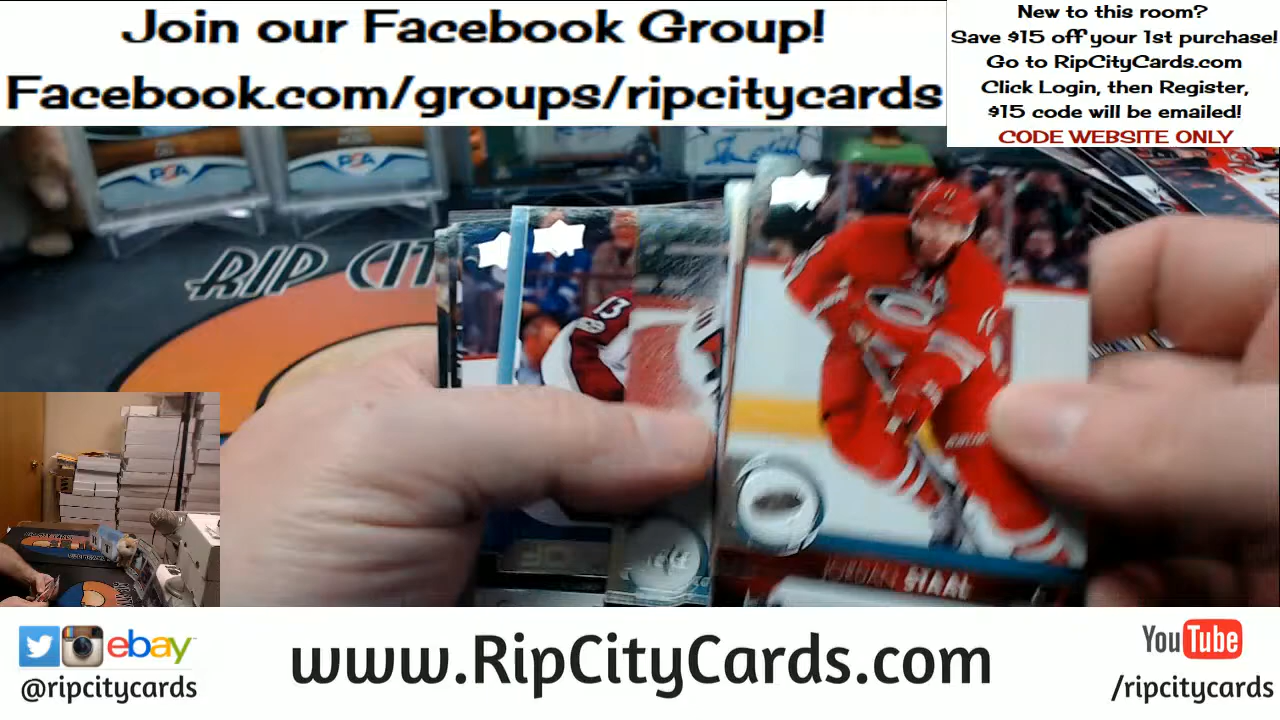 Join our Facebook Group!
Facebook.com/groups/ripcitycards
New to this room?
Save $15 off your 1st purchase!
Go to RipCityCards.com
Click Login, then Register,
$15 code will be emailed!
CODE WEBSITE ONLY
PSA
PSA
RIP CIT
13
JORDAN STAAL
ebay
@ripcitycards
www.RipCityCards.com
YouTube
/ripcitycards